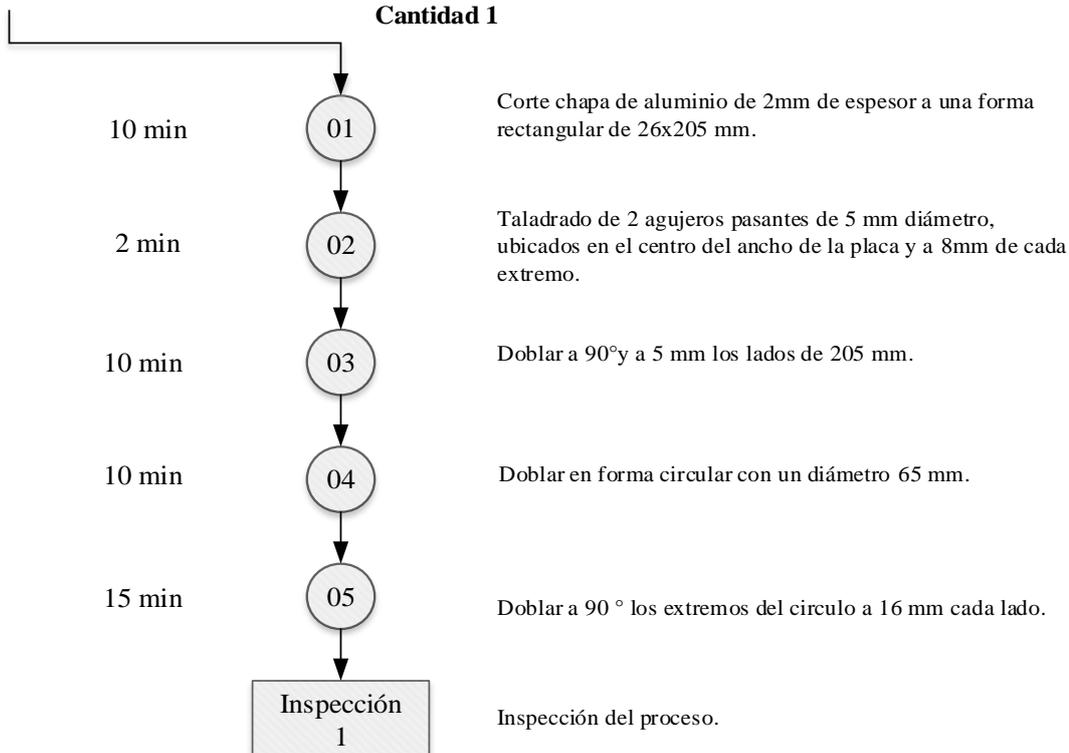 Cantidad 1
10 min
01
Corte chapa de aluminio de 2mm de espesor a una forma
rectangular de 26x205 mm.
2 min
02
Taladrado de 2 agujeros pasantes de 5 mm diámetro,
ubicados en el centro del ancho de la placa y a 8mm de cada
extremo.
10 min
03
Doblar a 90°y a 5 mm los lados de 205 mm.
10 min
04
Doblar en forma circular con un diámetro 65 mm.
15 min
05
Doblar a 90 ° los extremos del circulo a 16 mm cada lado.
Inspección
1
Inspección del proceso.